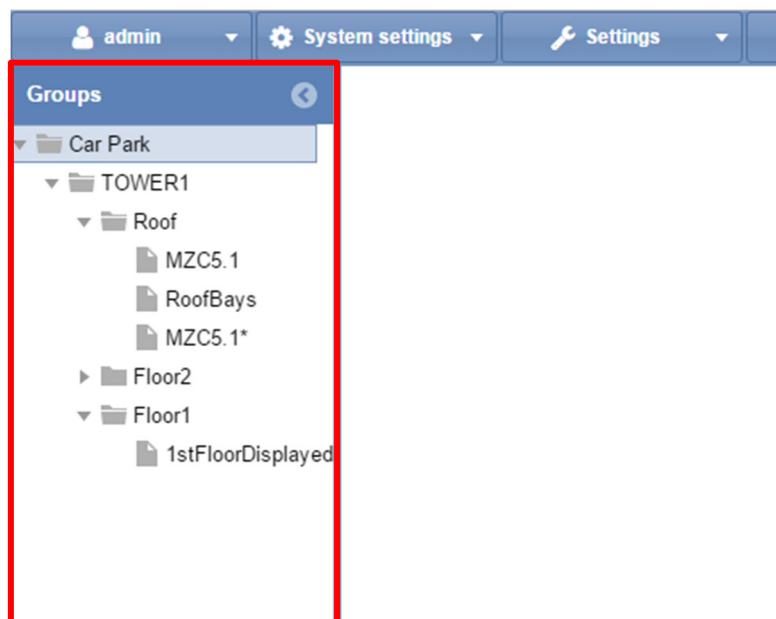 admin System settings Settings
Groups
Car Park
TOWER1
Roof
MZC5.1
RoofBays
MZC5.1*
Floor2
Floor1
1stFloorDisplayed